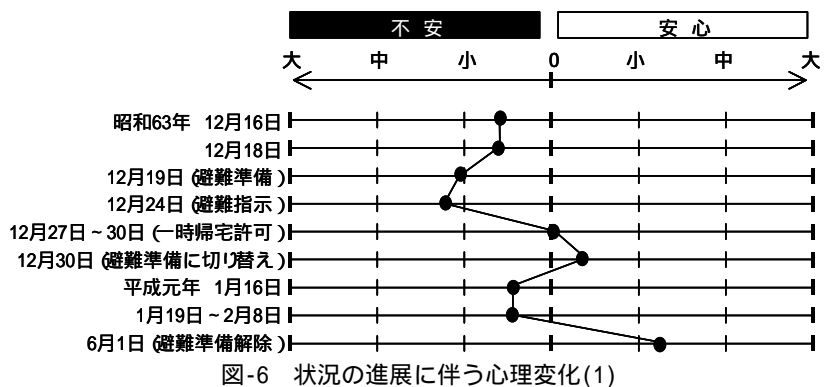 不 安 安 心
大 中 小 0 小 中 大
昭和63年 12月16日
12月18日
12月19日(避難準備)
12月24日(避難指示)
12月27日~30日(一時帰宅許可)
12月30日(避難準備に切り替え)
平成元年 1月16日
1月19日~2月8日
6月1日(避難準備解除)
図-6 状況の進展に伴う心理変化(1)